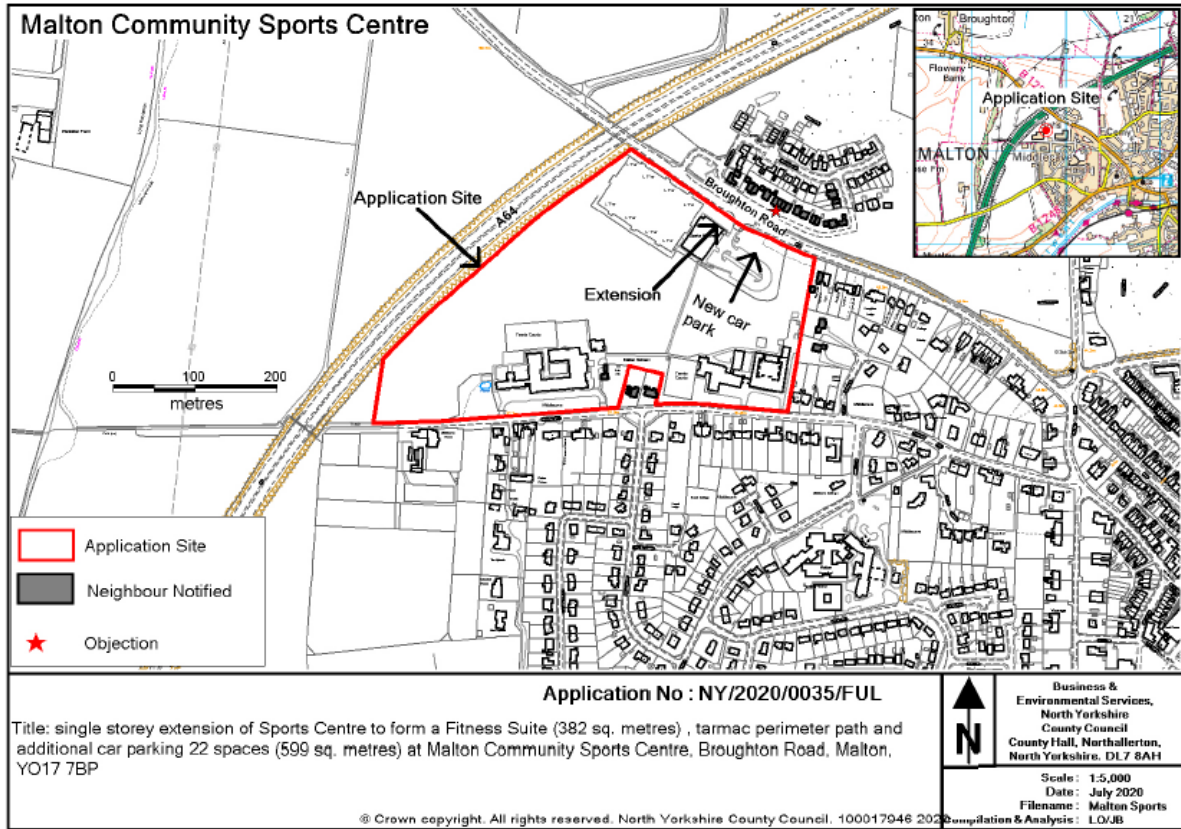 Malton Community Sports Centre
Application Site
A64
Broughton Road
Extension
New car
park
Tennis Courts
0 100 200
metres
Application Site
Neighbour Notified
Objection
Broughton
Flowery
Bank
Application Site
MALTON
Application No : NY/2020/0035/FUL
Title: single storey extension of Sports Centre to form a Fitness Suite (382 sq. metres) , tarmac perimeter path and
additional car parking 22 spaces (599 sq. metres) at Malton Community Sports Centre, Broughton Road, Malton,
YO17 7BP
© Crown copyright. All rights reserved. North Yorkshire County Council. 100017946
N
Business &
Environmental Services,
North Yorkshire
County Council
County Hall, Northallerton,
North Yorkshire. DL7 8AH
Scale : 1:5,000
Date : July 2020
Filename : Malton Sports
Compilation & Analysis : LO/JB